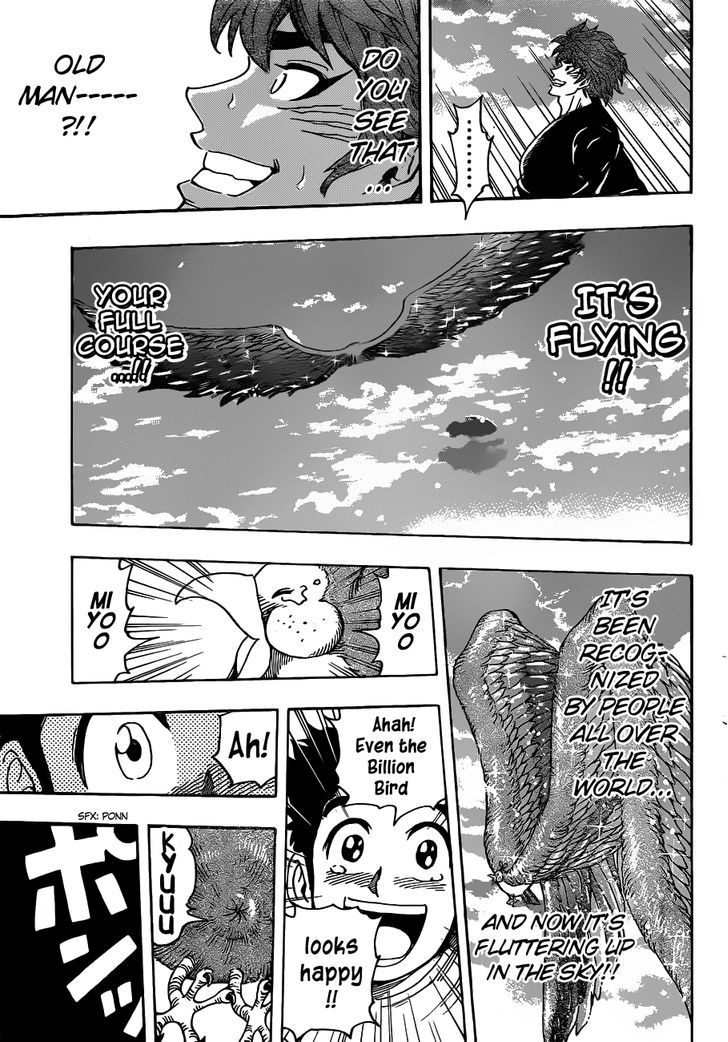 .......
DO
YOU
SEE
THAT
...
OLD
MAN-----
?!!
IT'S
FLYING
!!
YOUR
FULL
COURSE
...!!
IT'S
BEEN
RECOG-
NIZED
BY PEOPLE
ALL OVER
THE
WORLD...
AND NOW IT'S
FLUTTERING UP
IN THE SKY!!
MI
YO
O
MI
YO
O
Ahah!
Even the
Billion
Bird
looks
happy
!!
Ah!
KYUUU
SFX: PONN
ポンッ